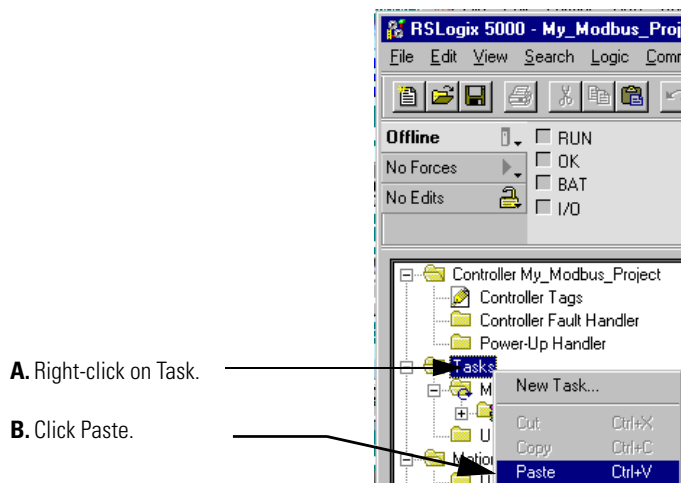 RSLogix 5000 - My_Modbus_Proj
File Edit View Search Logic Comm
Offline
RUN
No Forces
OK
No Edits
BAT
I/O
Controller My_Modbus_Project
Controller Tags
Controller Fault Handler
Power-Up Handler
A. Right-click on Task.
Tasks
M
New Task...
Cut Ctrl+X
B. Click Paste.
U
Copy Ctrl+C
Motion
Paste Ctrl+V